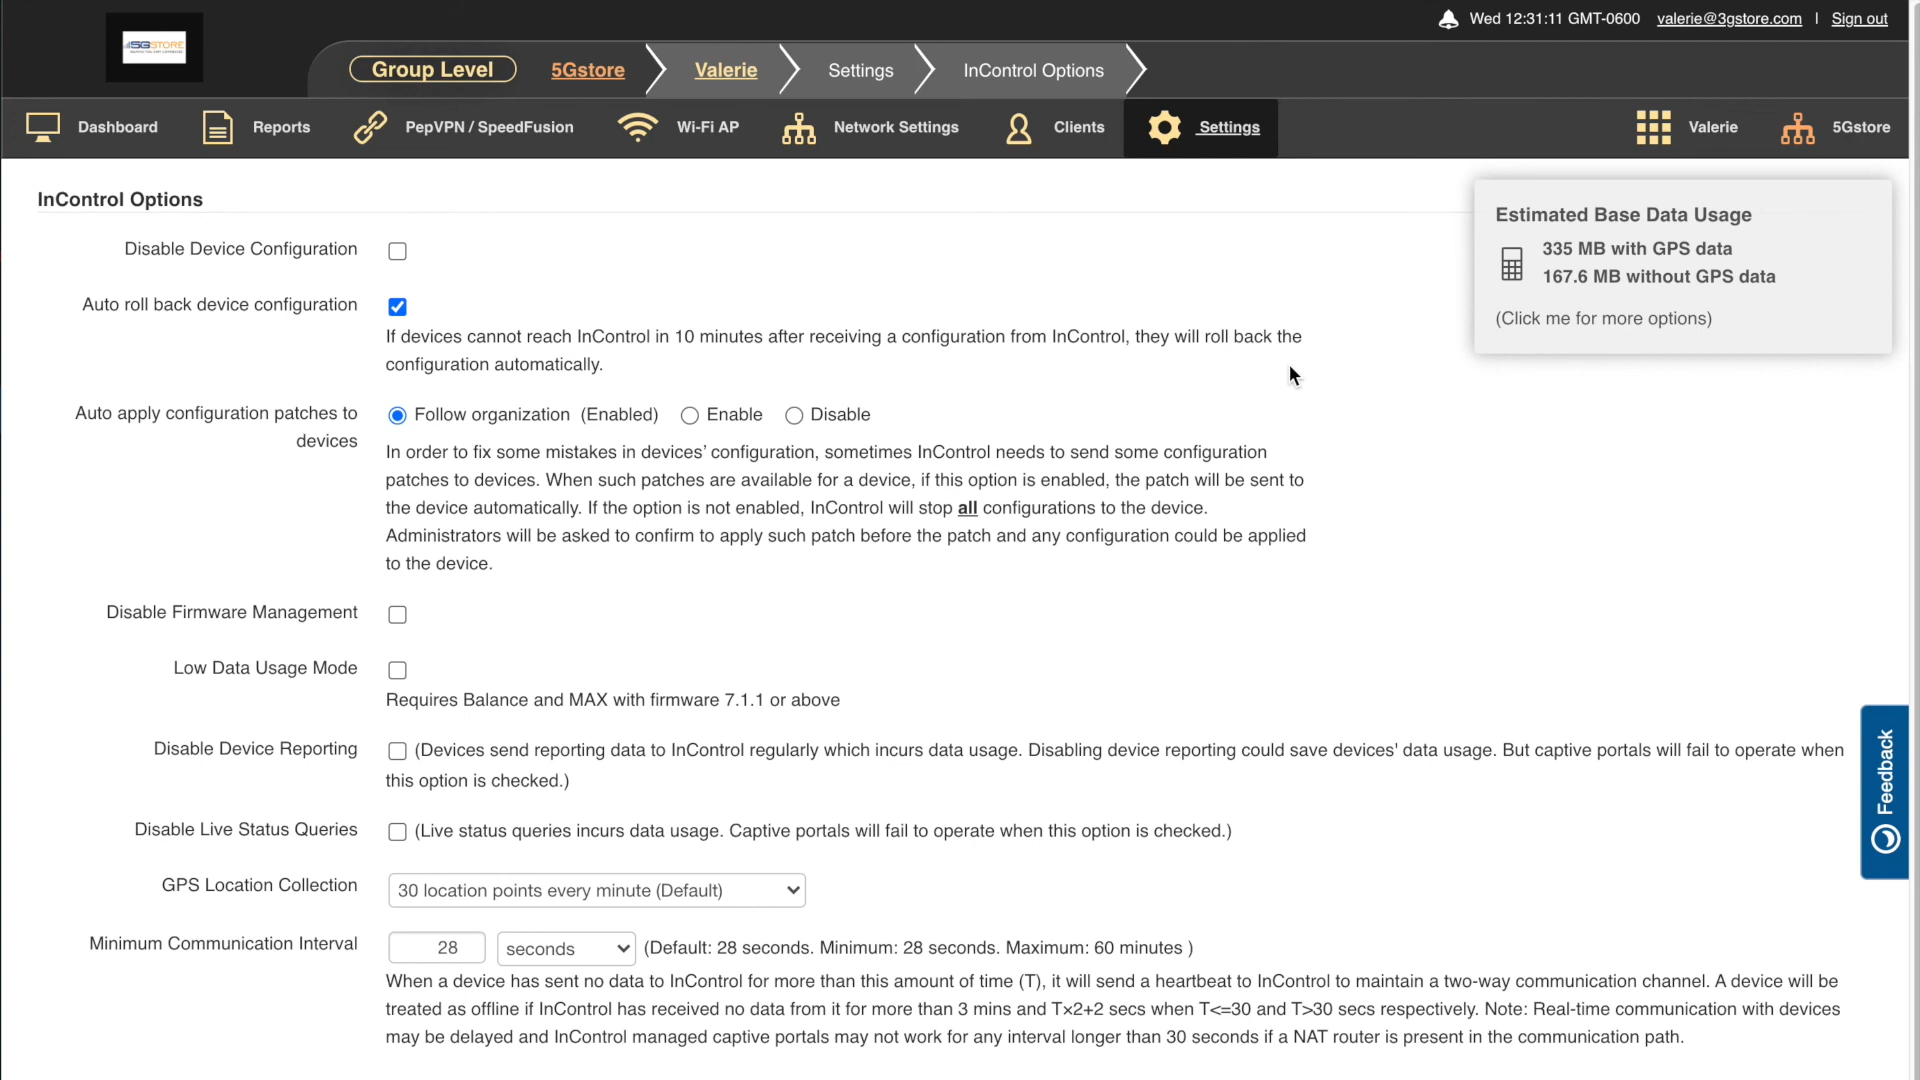 Wed 12:31:11 GMT-0600 valerie@3gstore.com | Sign out
5GSTORE
Group Level 5Gstore Valerie Settings InControl Options
Dashboard Reports PepVPN / SpeedFusion Wi-Fi AP Network Settings Clients Settings Valerie 5Gstore
InControl Options
Estimated Base Data Usage
335 MB with GPS data
167.6 MB without GPS data
(Click me for more options)
Disable Device Configuration
Auto roll back device configuration
If devices cannot reach InControl in 10 minutes after receiving a configuration from InControl, they will roll back the
configuration automatically.
Auto apply configuration patches to
devices
Follow organization (Enabled) Enable Disable
In order to fix some mistakes in devices’ configuration, sometimes InControl needs to send some configuration
patches to devices. When such patches are available for a device, if this option is enabled, the patch will be sent to
the device automatically. If the option is not enabled, InControl will stop all configurations to the device.
Administrators will be asked to confirm to apply such patch before the patch and any configuration could be applied
to the device.
Disable Firmware Management
Low Data Usage Mode
Requires Balance and MAX with firmware 7.1.1 or above
Disable Device Reporting
(Devices send reporting data to InControl regularly which incurs data usage. Disabling device reporting could save devices' data usage. But captive portals will fail to operate when
this option is checked.)
Disable Live Status Queries
(Live status queries incurs data usage. Captive portals will fail to operate when this option is checked.)
GPS Location Collection
30 location points every minute (Default)
Minimum Communication Interval
28 seconds (Default: 28 seconds. Minimum: 28 seconds. Maximum: 60 minutes )
When a device has sent no data to InControl for more than this amount of time (T), it will send a heartbeat to InControl to maintain a two-way communication channel. A device will be
treated as offline if InControl has received no data from it for more than 3 mins and T×2+2 secs when T<=30 and T>30 secs respectively. Note: Real-time communication with devices
may be delayed and InControl managed captive portals may not work for any interval longer than 30 seconds if a NAT router is present in the communication path.
Feedback